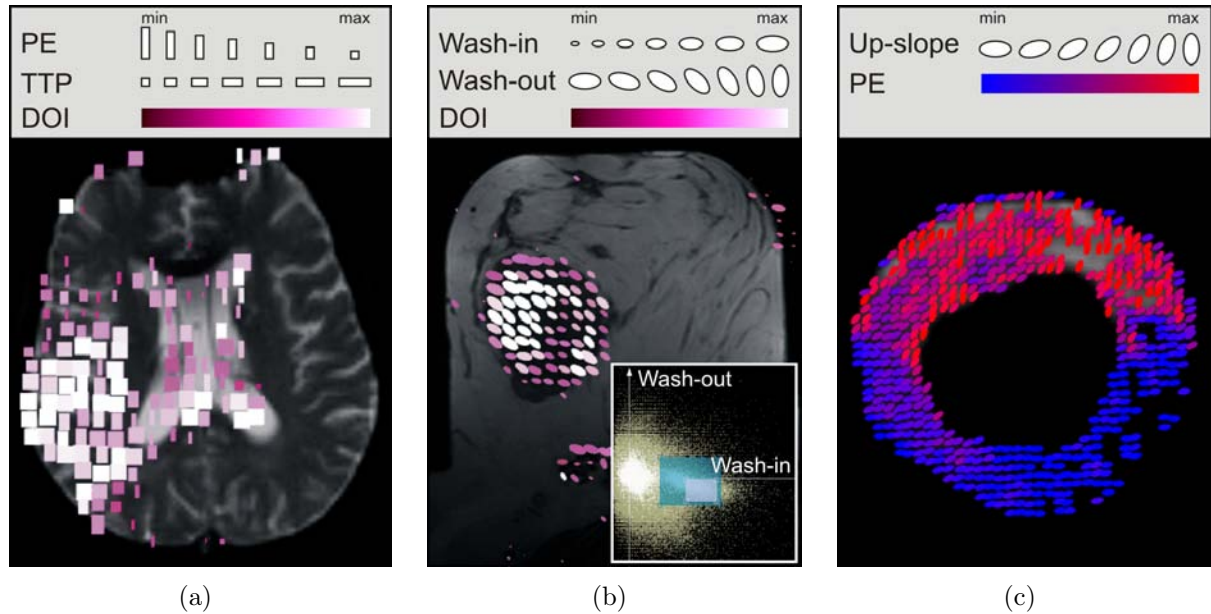 min max
PE
TTP
DOI
min max
Wash-in
Wash-out
DOI
Wash-out
Wash-in
min max
Up-slope
PE
(a) (b) (c)